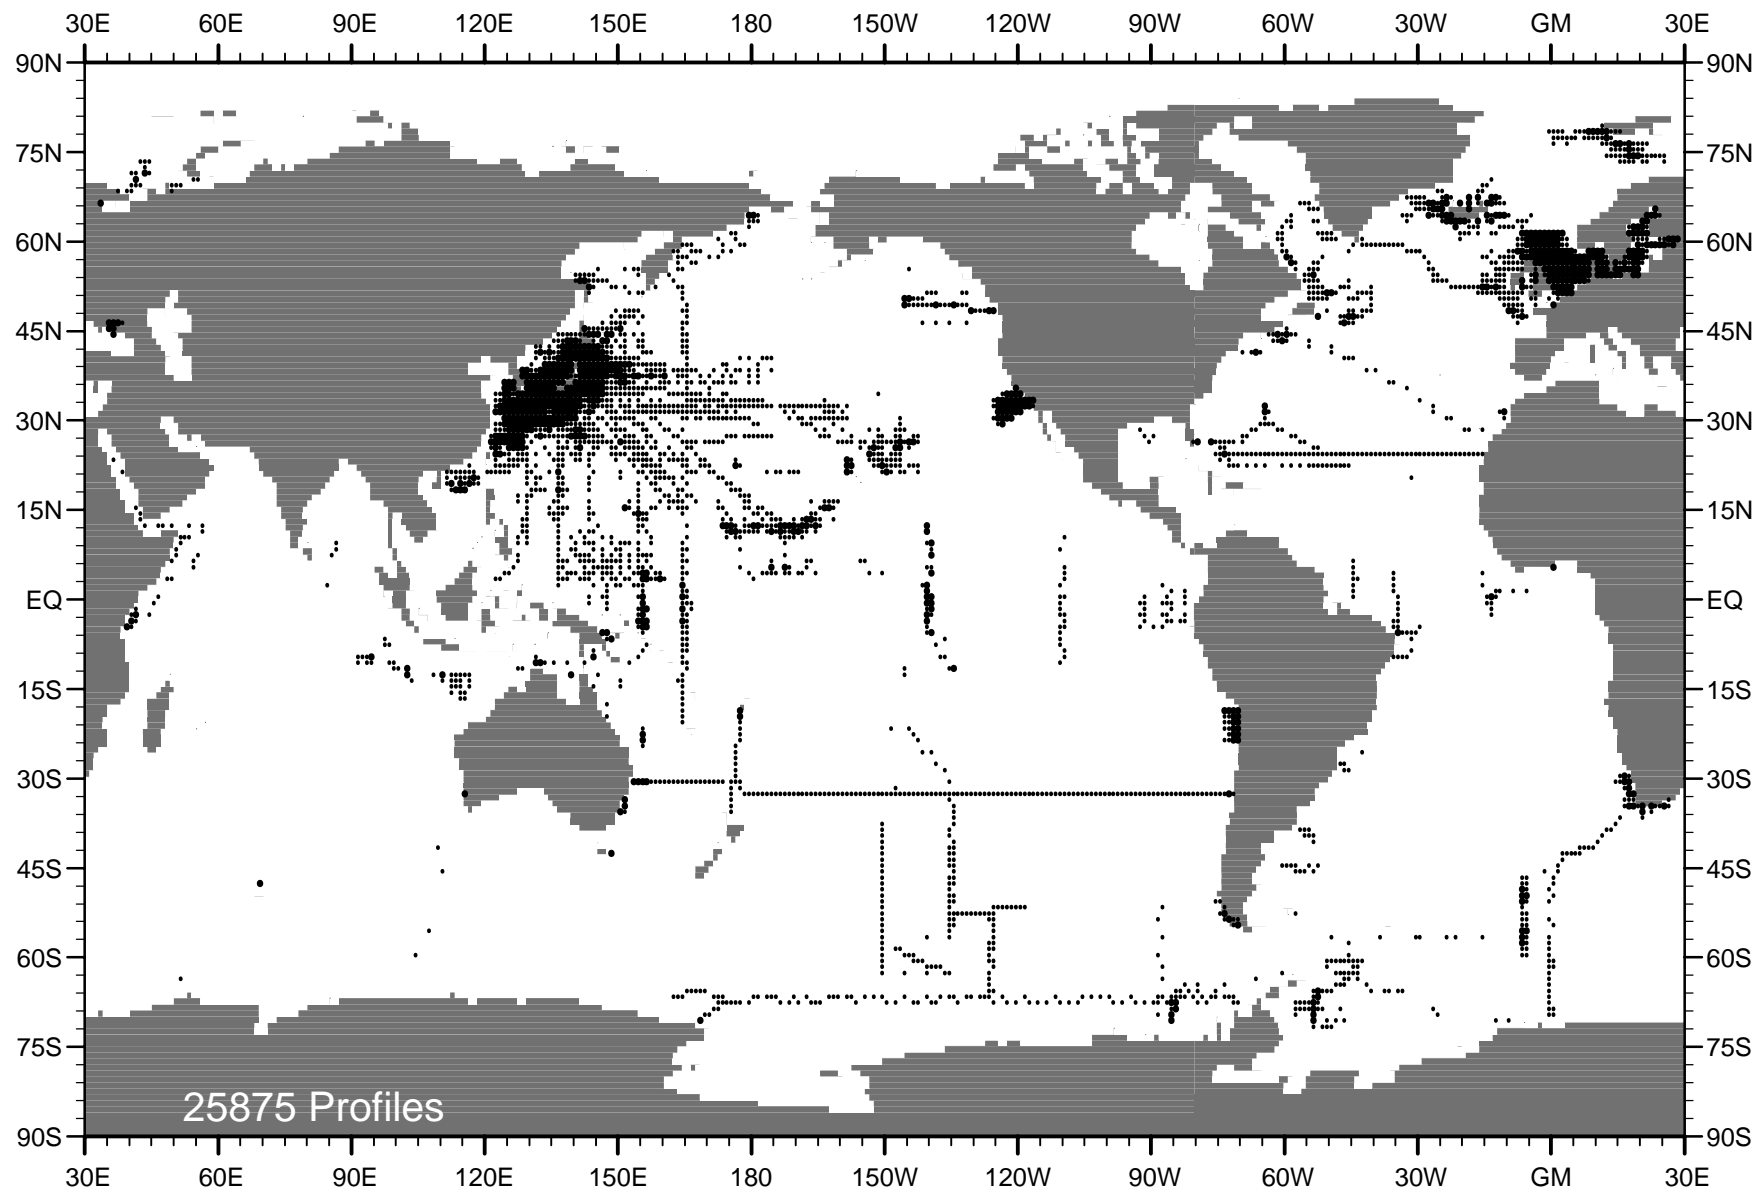 30E 60E 90E 120E 150E 180 150W 120W 90W 60W 30W GM 30E
90N 90N
75N 75N
60N 60N
45N 45N
30N 30N
15N 15N
EQ EQ
15S 15S
30S 30S
45S 45S
60S 60S
75S 75S
25875 Profiles
90S 90S
30E 60E 90E 120E 150E 180 150W 120W 90W 60W 30W GM 30E